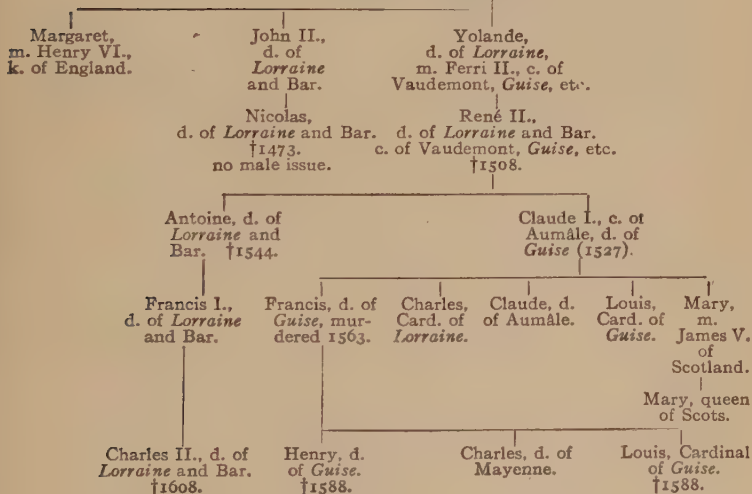 Margaret,
m. Henry VI.,
k. of England.
John II.,
d. of
Lorraine
and Bar.
Yolande,
d. of Lorraine,
m. Ferri II., c. of
Vaudemont, Guise, etc.
Nicolas,
d. of Lorraine and Bar.
†1473.
no male issue.
René II.,
d. of Lorraine and Bar.
c. of Vaudemont, Guise, etc.
†1508.
Antoine, d. of
Lorraine and
Bar. †1544.
Claude I., c. of
Aumâle, d. of
Guise (1527).
Francis I.,
d. of Lorraine
and Bar.
Francis, d. of
Guise, mur-
dered 1563.
Charles,
Card. of
Lorraine.
Claude, d.
of Aumâle.
Louis,
Card. of
Guise.
Mary,
m.
James V.
of
Scotland.
Mary, queen
of Scots.
Charles II., d. of
Lorraine and Bar.
†1608.
Henry, d.
of Guise.
†1588.
Charles, d. of
Mayenne.
Louis, Cardinal
of Guise.
†1588.